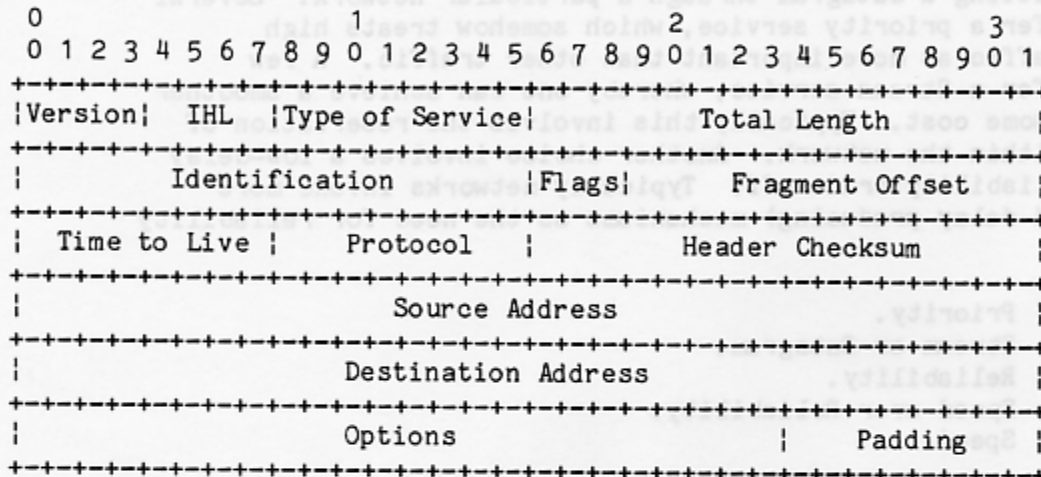 0 1 2 3
0 1 2 3 4 5 6 7 8 9 0 1 2 3 4 5 6 7 8 9 0 1 2 3 4 5 6 7 8 9 0 1
+-+-+-+-+-+-+-+-+-+-+-+-+-+-+-+-+-+-+-+-+-+-+-+-+-+-+-+-+-+-+-+-+
|Version| IHL |Type of Service| Total Length |
+-+-+-+-+-+-+-+-+-+-+-+-+-+-+-+-+-+-+-+-+-+-+-+-+-+-+-+-+-+-+-+-+
| Identification |Flags| Fragment Offset |
+-+-+-+-+-+-+-+-+-+-+-+-+-+-+-+-+-+-+-+-+-+-+-+-+-+-+-+-+-+-+-+-+
| Time to Live | Protocol | Header Checksum |
+-+-+-+-+-+-+-+-+-+-+-+-+-+-+-+-+-+-+-+-+-+-+-+-+-+-+-+-+-+-+-+-+
| Source Address |
+-+-+-+-+-+-+-+-+-+-+-+-+-+-+-+-+-+-+-+-+-+-+-+-+-+-+-+-+-+-+-+-+
| Destination Address |
+-+-+-+-+-+-+-+-+-+-+-+-+-+-+-+-+-+-+-+-+-+-+-+-+-+-+-+-+-+-+-+-+
| Options | Padding |
+-+-+-+-+-+-+-+-+-+-+-+-+-+-+-+-+-+-+-+-+-+-+-+-+-+-+-+-+-+-+-+-+